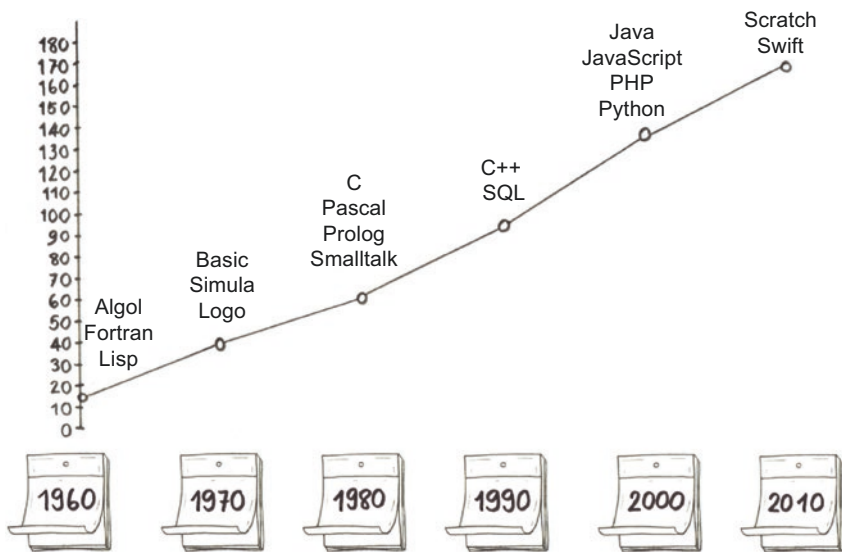 180
170
160
150
140
130
120
110
100
90
80
70
60
50
40
30
20
10
0
Algol
Fortran
Lisp
Basic
Simula
Logo
C
Pascal
Prolog
Smalltalk
C++
SQL
Java
JavaScript
PHP
Python
Scratch
Swift
1960
1970
1980
1990
2000
2010